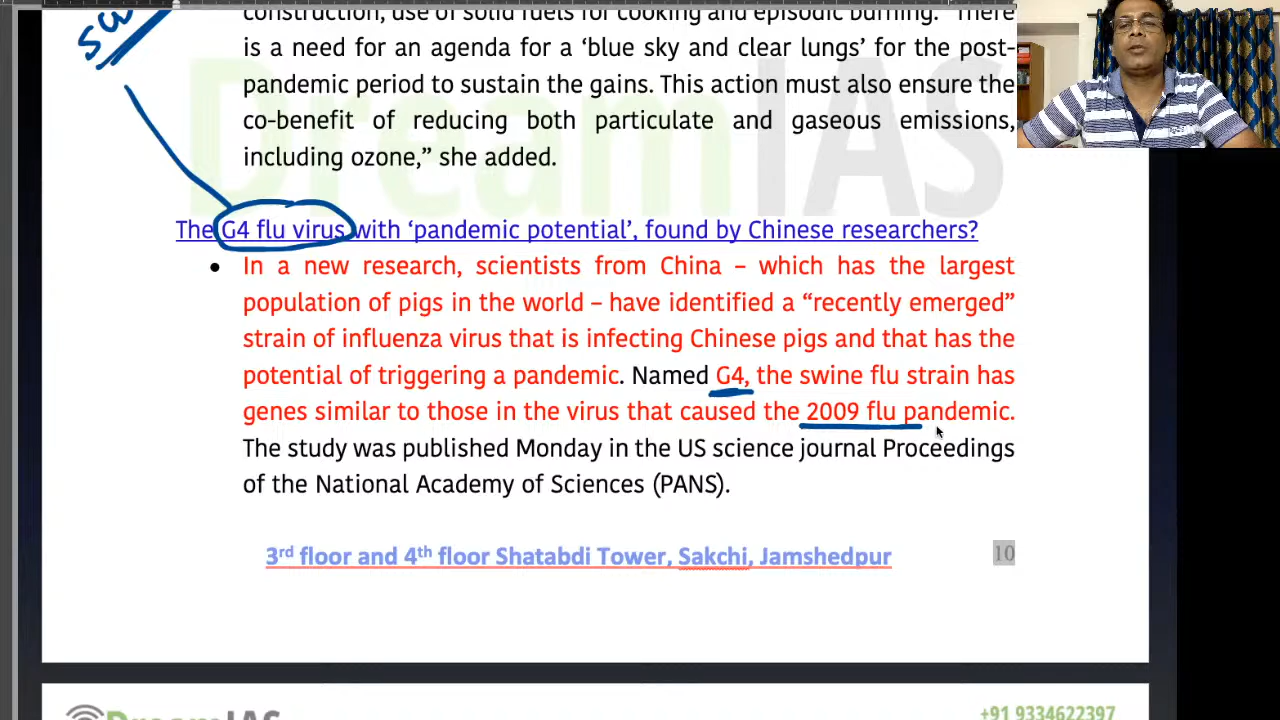 construction, use of solid fuels for cooking and episodic burning. "There
is a need for an agenda for a ‘blue sky and clear lungs’ for the post-
pandemic period to sustain the gains. This action must also ensure the
co-benefit of reducing both particulate and gaseous emissions,
including ozone,” she added.
DreamIAS
The G4 flu virus with ‘pandemic potential’, found by Chinese researchers?
• In a new research, scientists from China – which has the largest
population of pigs in the world – have identified a “recently emerged”
strain of influenza virus that is infecting Chinese pigs and that has the
potential of triggering a pandemic. Named G4, the swine flu strain has
genes similar to those in the virus that caused the 2009 flu pandemic.
The study was published Monday in the US science journal Proceedings
of the National Academy of Sciences (PANS).
3rd floor and 4th floor Shatabdi Tower, Sakchi, Jamshedpur
10
DreamIAS
+91 9334622397